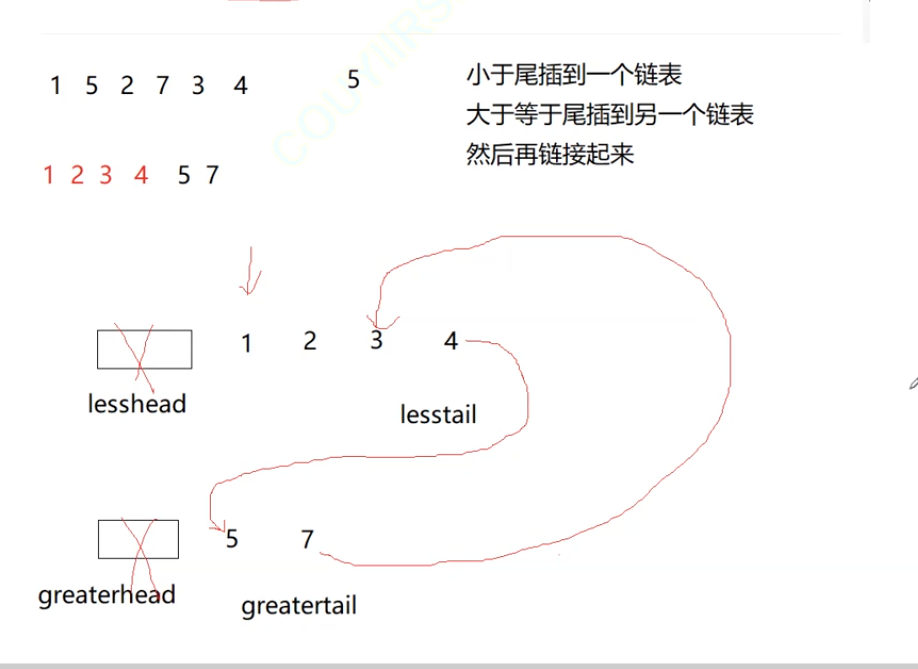 COUYIIRS
1 5 2 7 3 4 5
小于尾插到一个链表
大于等于尾插到另一个链表
然后再链接起来
1 2 3 4 5 7
1 2 3 4
lesshead
lesstail
5 7
greaterhead
greatertail